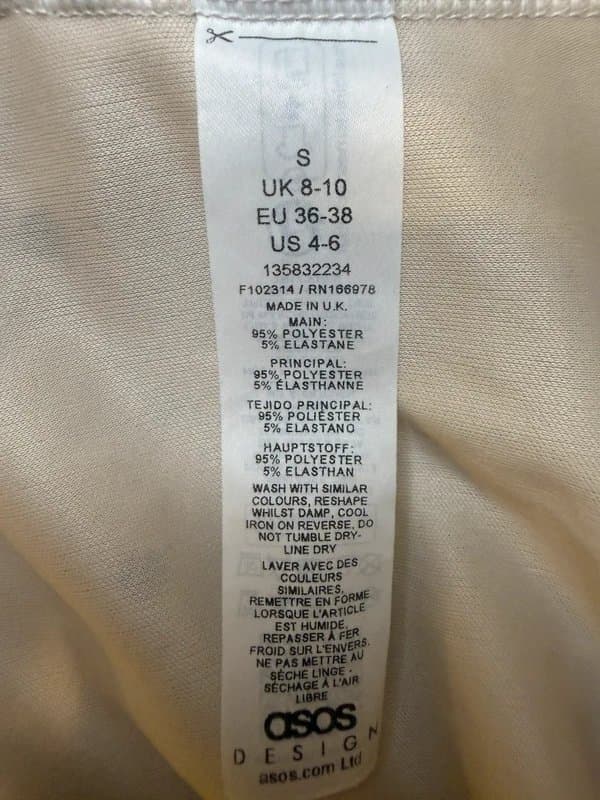 S
UK 8-10
EU 36-38
US 4-6
135832234
F102314 / RN166978
MADE IN U.K.
MAIN:
95% POLYESTER
5% ELASTANE
PRINCIPAL:
95% POLYESTER
5% ÉLASTHANNE
TEJIDO PRINCIPAL:
95% POLIÉSTER
5% ELASTANO
HAUPTSTOFF:
95% POLYESTER
5% ELASTHAN
WASH WITH SIMILAR
COLOURS, RESHAPE
WHILST DAMP, COOL
IRON ON REVERSE, DO
NOT TUMBLE DRY-
LINE DRY
LAVER AVEC DES
COULEURS
SIMILAIRES,
REMETTRE EN FORME
LORSQUE L'ARTICLE
EST HUMIDE,
REPASSER À FER
FROID SUR L'ENVERS.
NE PAS METTRE AU
SÈCHE LINGE -
SÉCHAGE À L'AIR
LIBRE
asos
DESIGN
asos.com Ltd